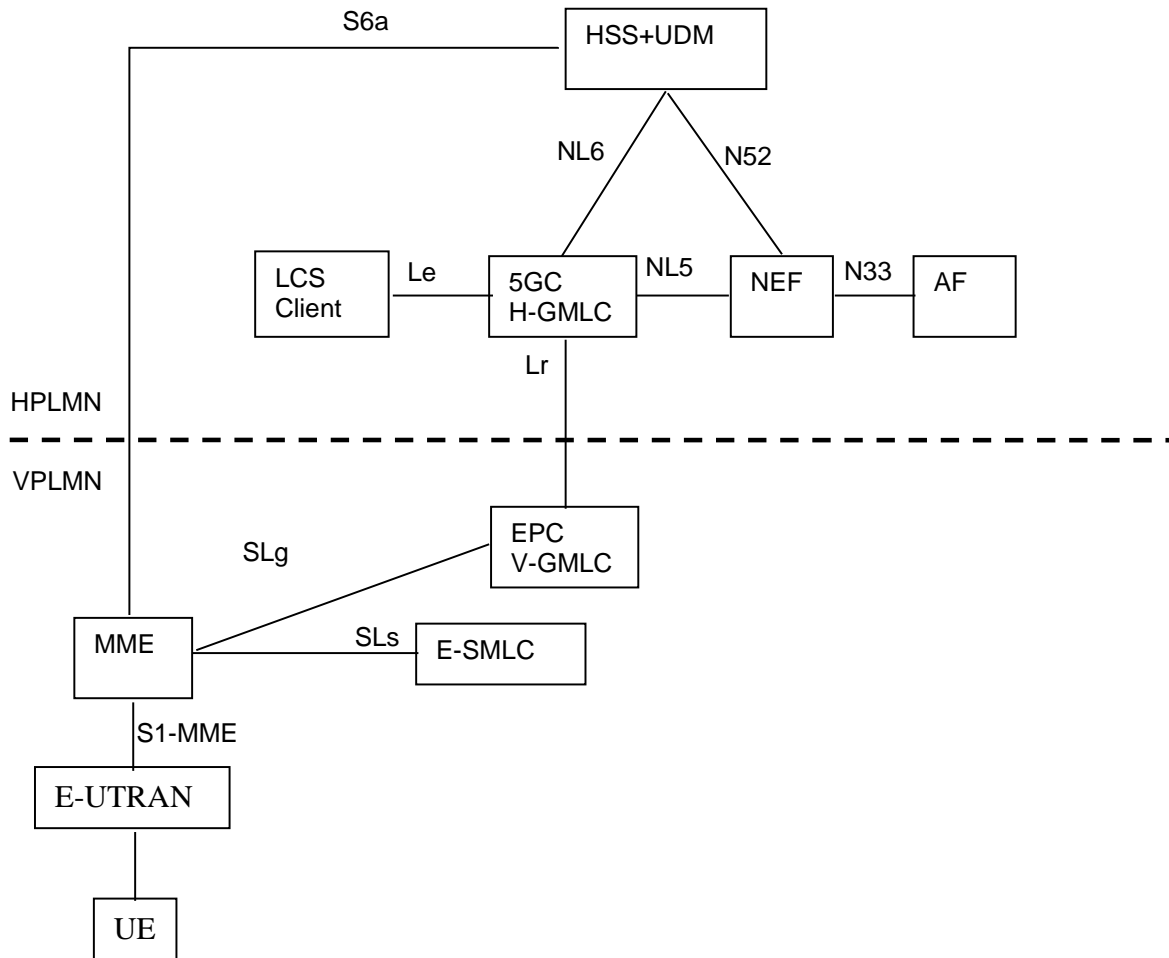 S6a
HSS+UDM
NL6
N52
LCS
Client
Le
5GC
H-GMLC
NL5
NEF
N33
AF
Lr
HPLMN
VPLMN
EPC
V-GMLC
SLg
MME
SLs
E-SMLC
S1-MME
E-UTRAN
UE